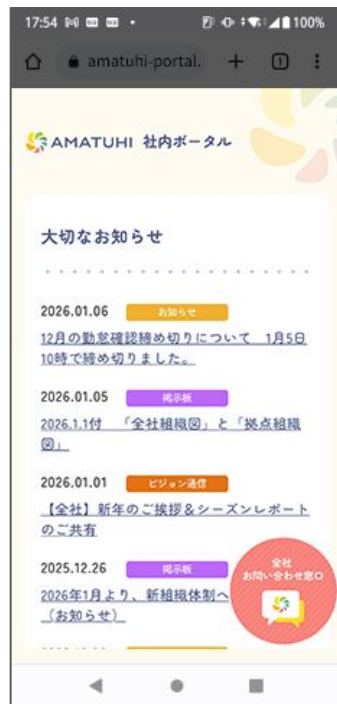 17:54 100%
amatuhi-portal. 1
AMATUHI 社内ポータル
大切なお知らせ
2026.01.06 お知らせ
12月の勤怠確認締め切りについて 1月5日
10時で締め切りました。
2026.01.05 掲示板
2026.1.1付 「全社組織図」と「拠点組織
図」
2026.01.01 ビジョン通信
【全社】新年のご挨拶＆シーズンレポート
のご共有
2025.12.26 掲示板
2026年1月より、新組織体制へ
（お知らせ）
全社
お問い合わせ窓口